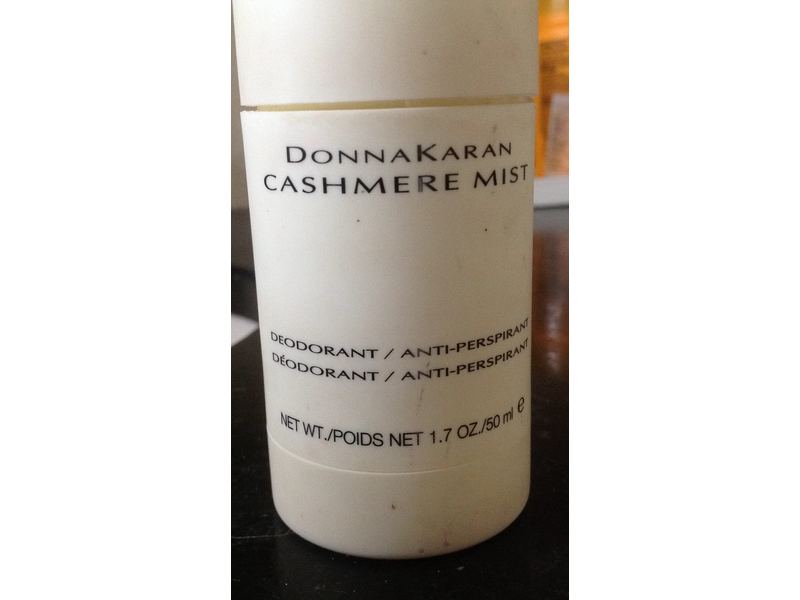 DONNAKARAN
CASHMERE MIST
DEODORANT / ANTI-PERSPIRANT
DÉODORANT / ANTI-PERSPIRANT
NET WT./POIDS NET 1.7 OZ./50 ml ℮